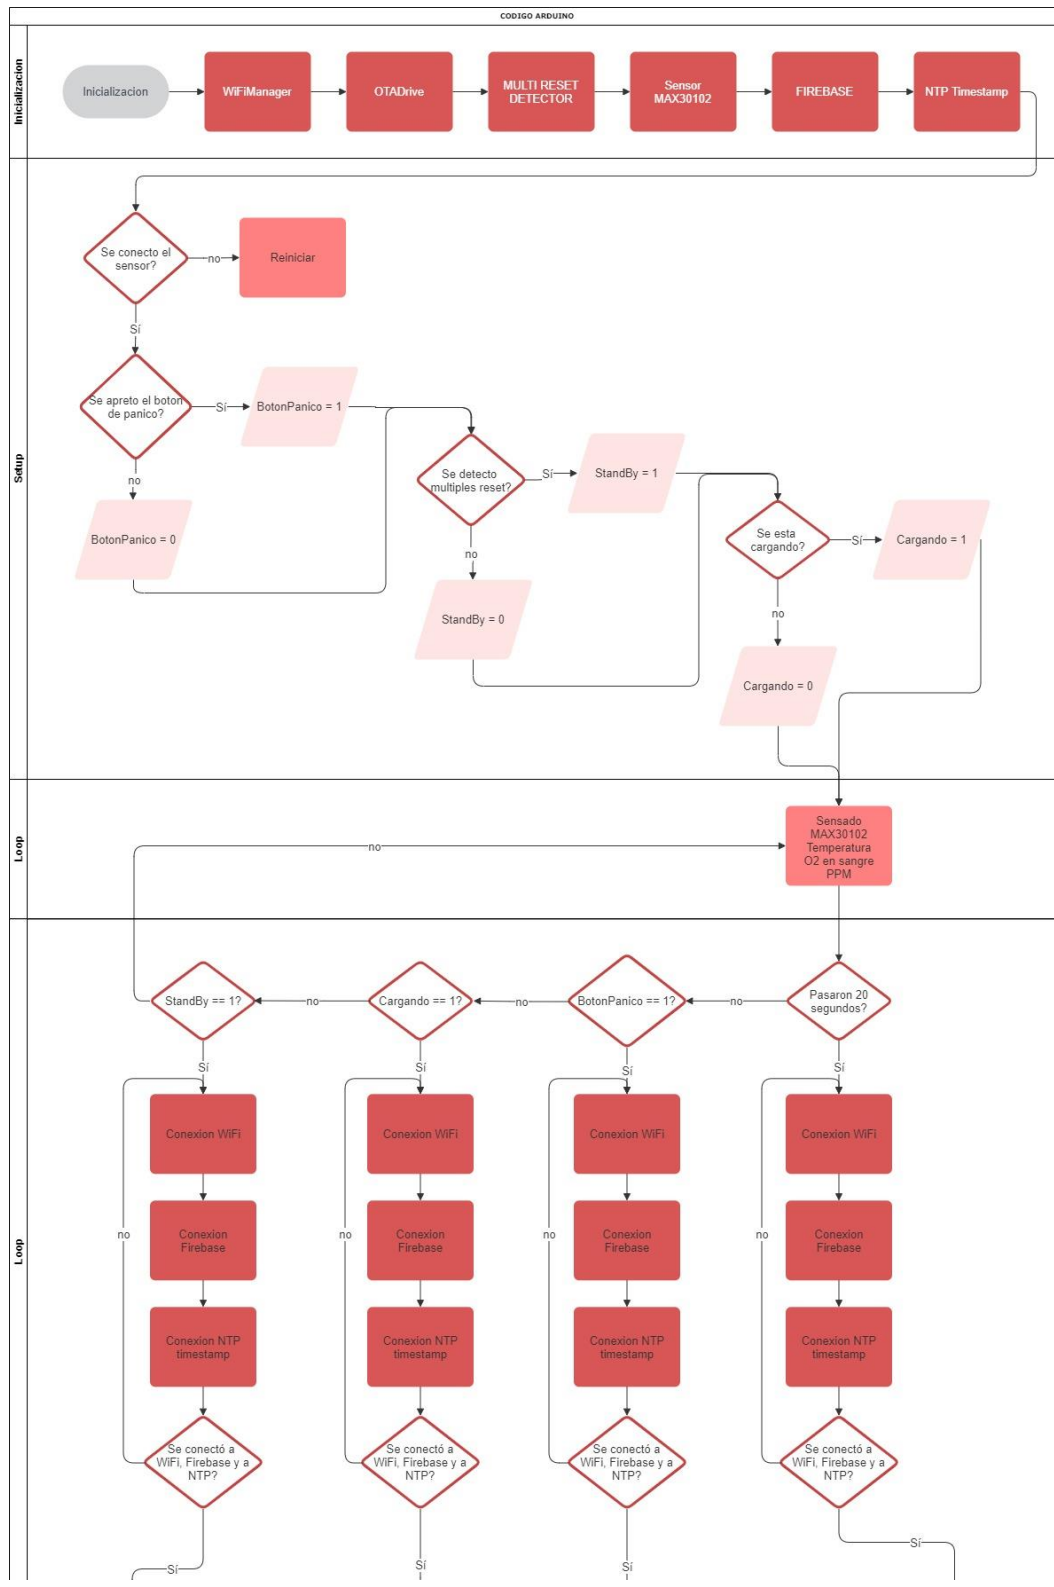 CODIGO ARDUINO
Inicializacion
Inicializacion
WiFiManager
OTADrive
MULTI RESET
DETECTOR
Sensor
MAX30102
FIREBASE
NTP Timestamp
Setup
Se conecto el
sensor?
no
Reiniciar
Sí
Se apreto el boton
de panico?
Sí
BotonPanico = 1
no
BotonPanico = 0
Se detecto
multiples reset?
Sí
StandBy = 1
no
StandBy = 0
Se esta
cargando?
Sí
Cargando = 1
no
Cargando = 0
Loop
no
Sensado
MAX30102
Temperatura
O2 en sangre
PPM
Loop
StandBy == 1?
no
Cargando == 1?
no
BotonPanico == 1?
no
Pasaron 20
segundos?
Sí
Sí
Sí
Sí
Conexion WiFi
Conexion WiFi
Conexion WiFi
Conexion WiFi
no
Conexion
Firebase
no
Conexion
Firebase
no
Conexion
Firebase
no
Conexion
Firebase
Conexion NTP
timestamp
Conexion NTP
timestamp
Conexion NTP
timestamp
Conexion NTP
timestamp
Se conectó a
WiFi, Firebase y a
NTP?
Se conectó a
WiFi, Firebase y a
NTP?
Se conectó a
WiFi, Firebase y a
NTP?
Se conectó a
WiFi, Firebase y a
NTP?
Sí
Sí
Sí
Sí